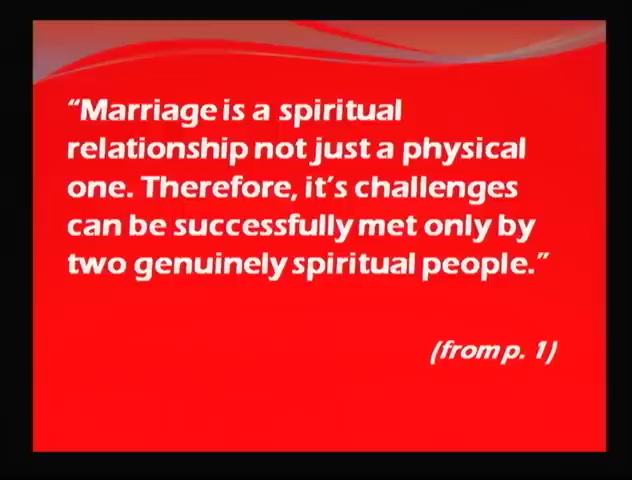 “Marriage is a spiritual
relationship not just a physical
one. Therefore, it’s challenges
can be successfully met only by
two genuinely spiritual people.”
(from p. 1)